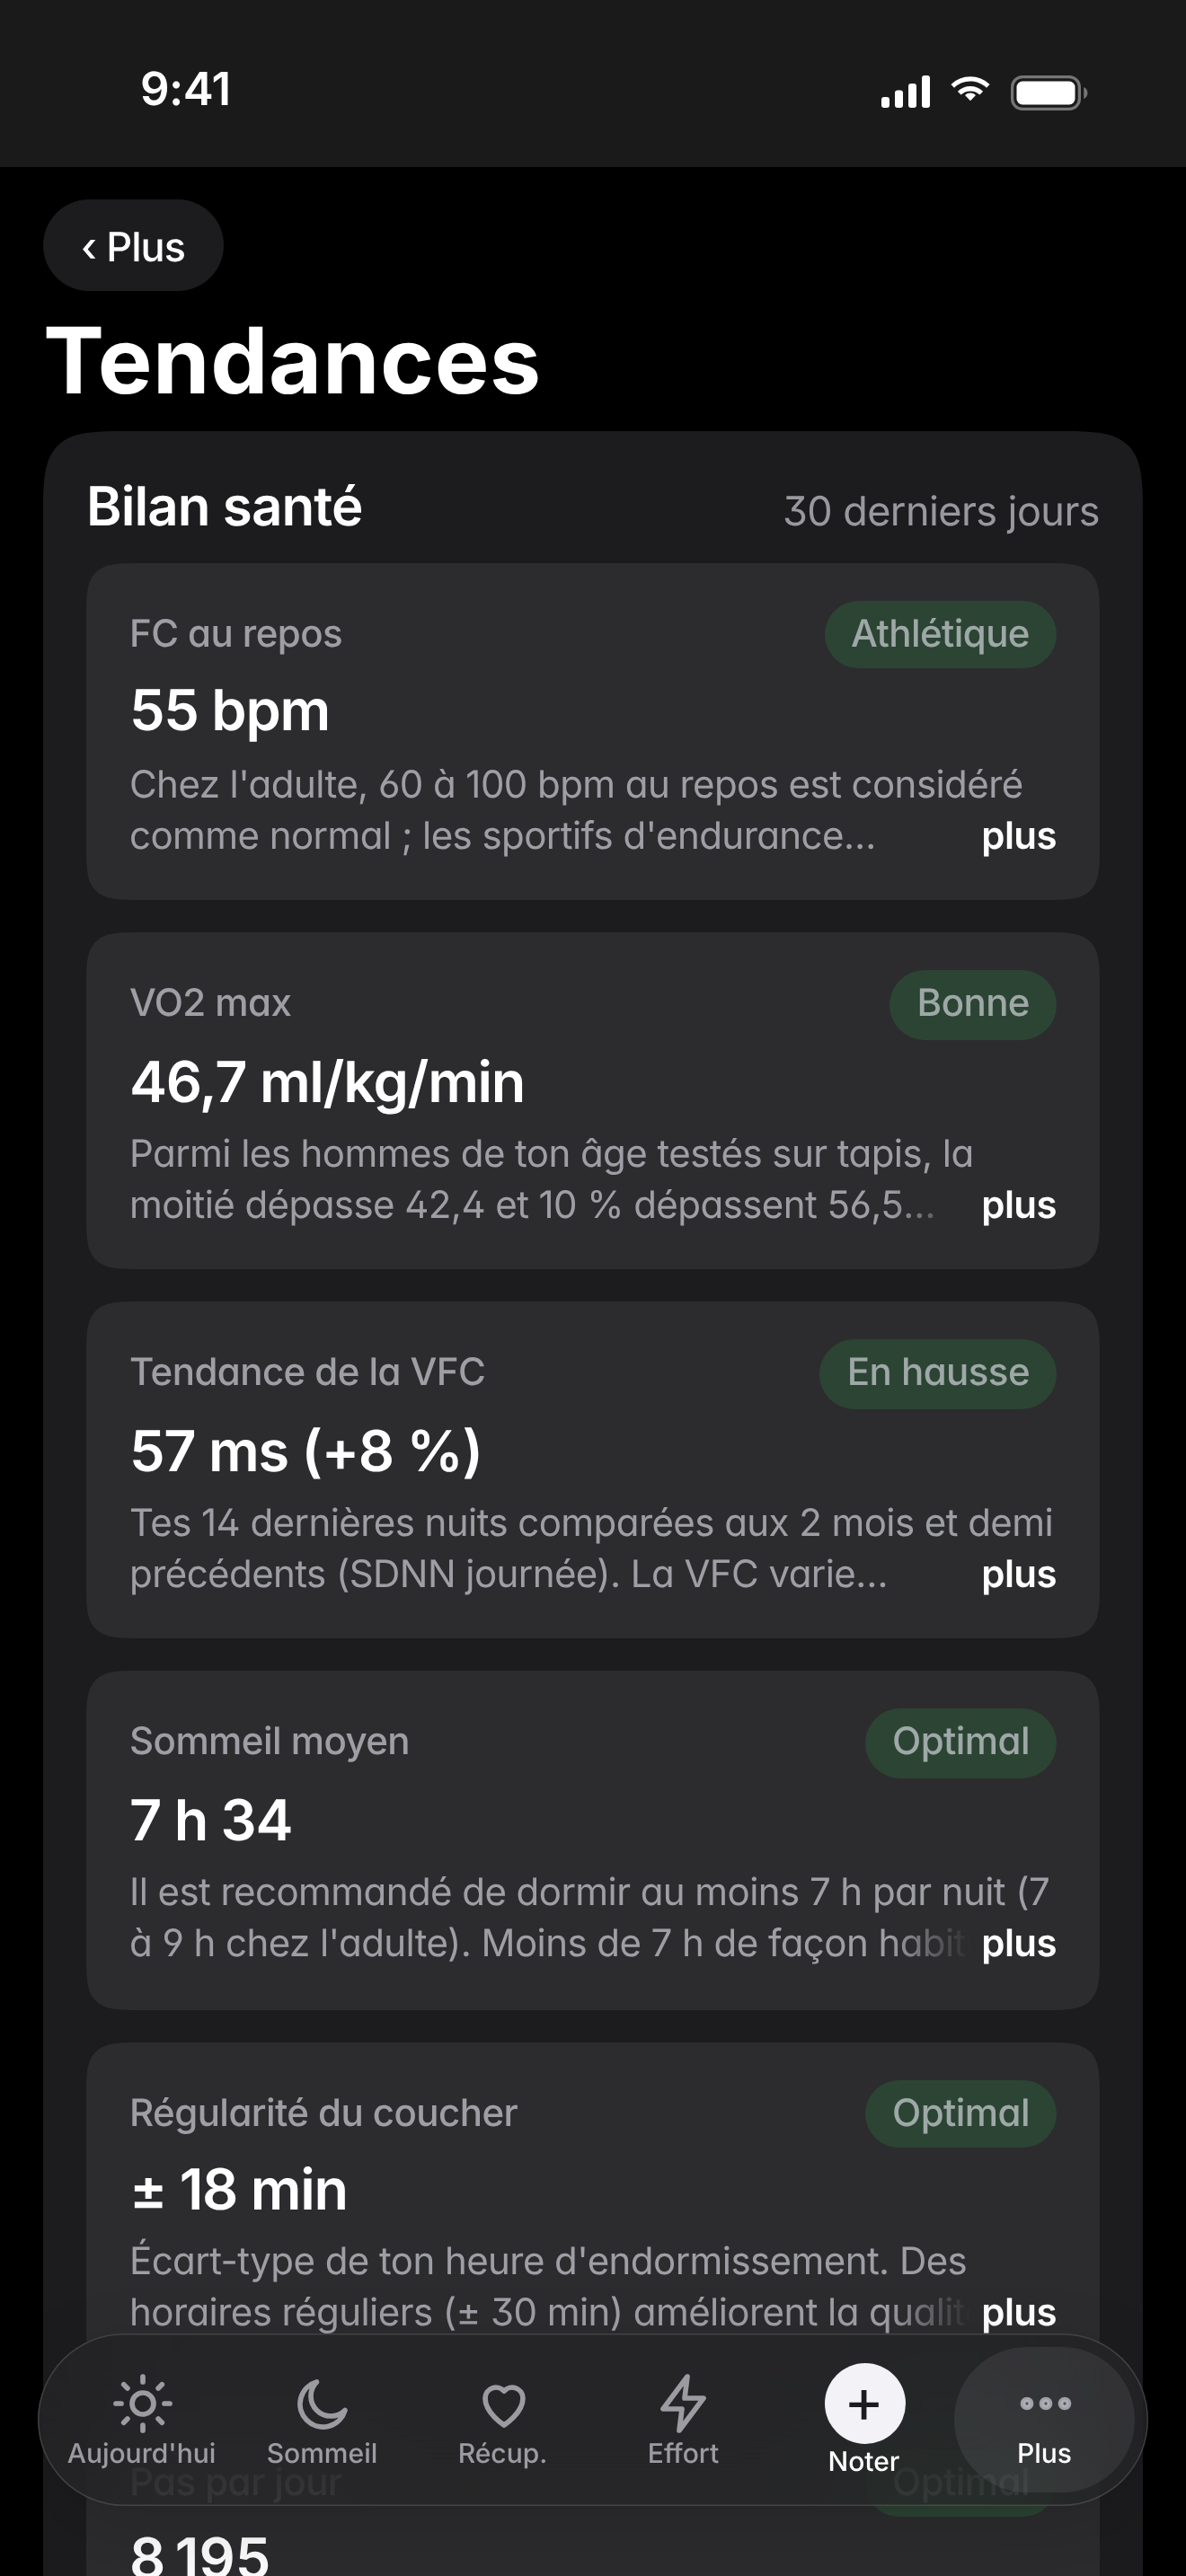 9:41
‹ Plus
Tendances
Bilan santé
30 derniers jours
FC au repos
Athlétique
55 bpm
Chez l'adulte, 60 à 100 bpm au repos est considéré
comme normal ; les sportifs d'endurance... plus
VO2 max
Bonne
46,7 ml/kg/min
Parmi les hommes de ton âge testés sur tapis, la
moitié dépasse 42,4 et 10 % dépassent 56,5... plus
Tendance de la VFC
En hausse
57 ms (+8 %)
Tes 14 dernières nuits comparées aux 2 mois et demi
précédents (SDNN journée). La VFC varie... plus
Sommeil moyen
Optimal
7 h 34
Il est recommandé de dormir au moins 7 h par nuit (7
à 9 h chez l'adulte). Moins de 7 h de façon habit plus
Régularité du coucher
Optimal
± 18 min
Écart-type de ton heure d'endormissement. Des
horaires réguliers (± 30 min) améliorent la qualit plus
Aujourd'hui
Sommeil
Récup.
Effort
Noter
Plus
Pas par jour
Optimal
8 195